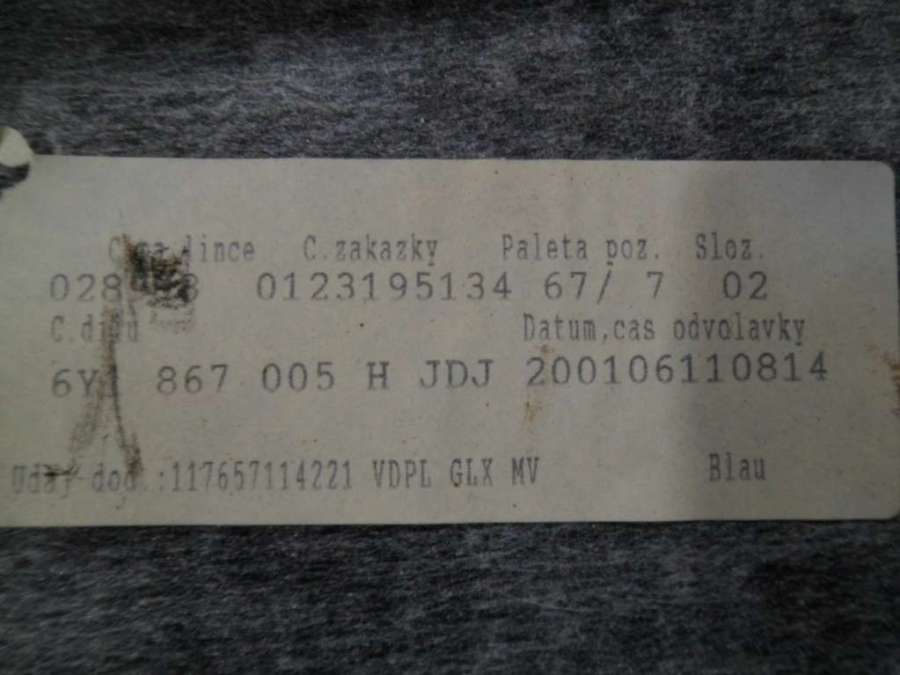 C.zakazky Paleta poz. Sloz.
0123195134 67/ 7 02
Datum,cas odvolavky
867 005 H JDJ 200106110814
dod.:117657114221 VDPL GLX MV Blau